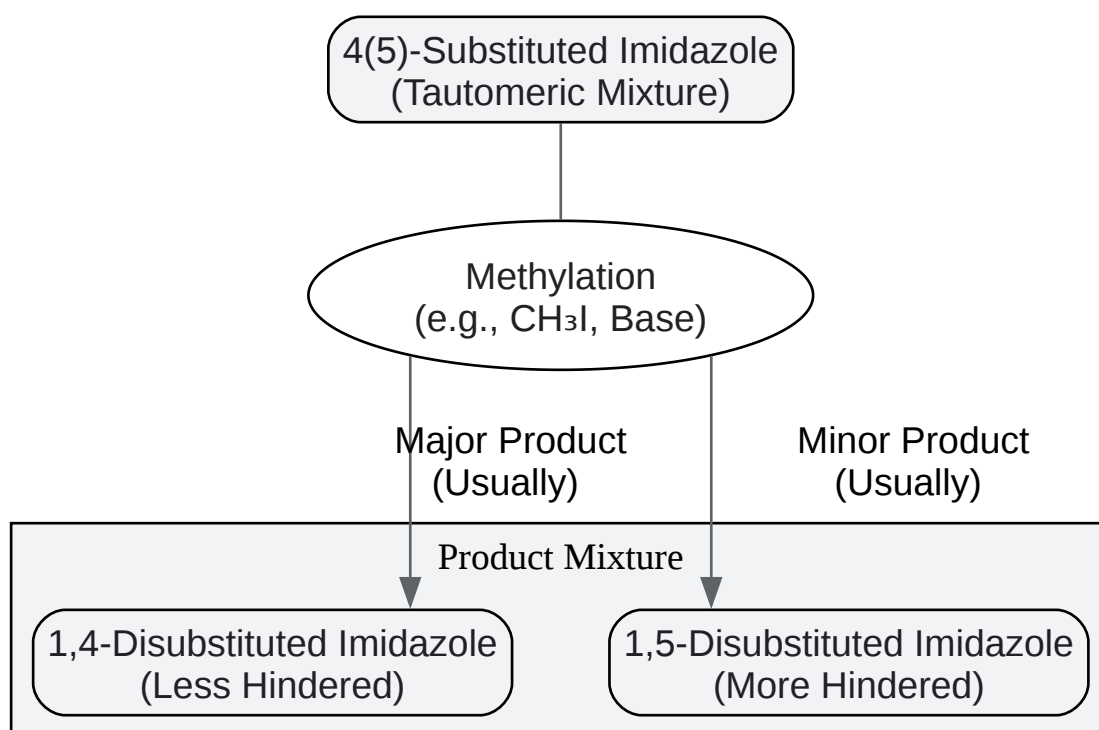 4(5)-Substituted Imidazole
(Tautomeric Mixture)
Methylation
(e.g., CH₃I, Base)
Major Product
(Usually)
Minor Product
(Usually)
Product Mixture
1,4-Disubstituted Imidazole
(Less Hindered)
1,5-Disubstituted Imidazole
(More Hindered)